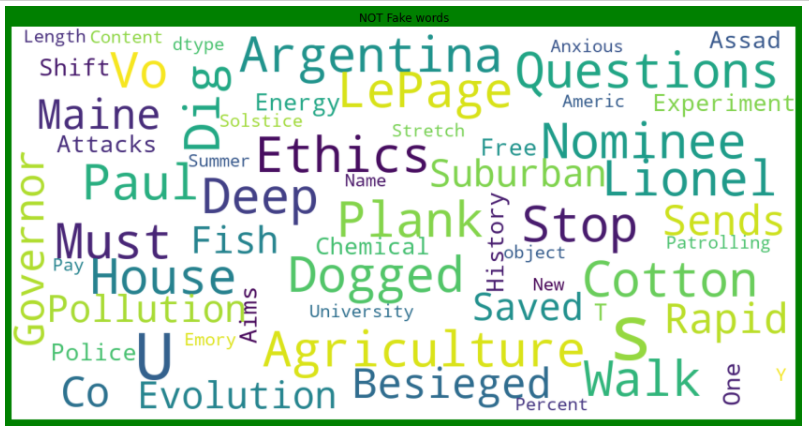 NOT Fake words
Length
Content
dtype
Argentina
Anxious
Assad
Shift
Vo
Dig
Questions
Maine
Energy
LePage
Americ
Experiment
Solstice
Stretch
Attacks
Summer
Ethics
Free
Nominee
Paul
Deep
Name
Suburban
Lionel
Governor
Must
Fish
Plank
History
Stop
Sends
Chemical
object
Patrolling
Pay
House
Dogged
New
Cotton
Pollution
Aims
University
Saved
T
s
Rapid
Police
U
Emory
Agriculture
Walk
One
Y
Co
Evolution
Besieged
Percent